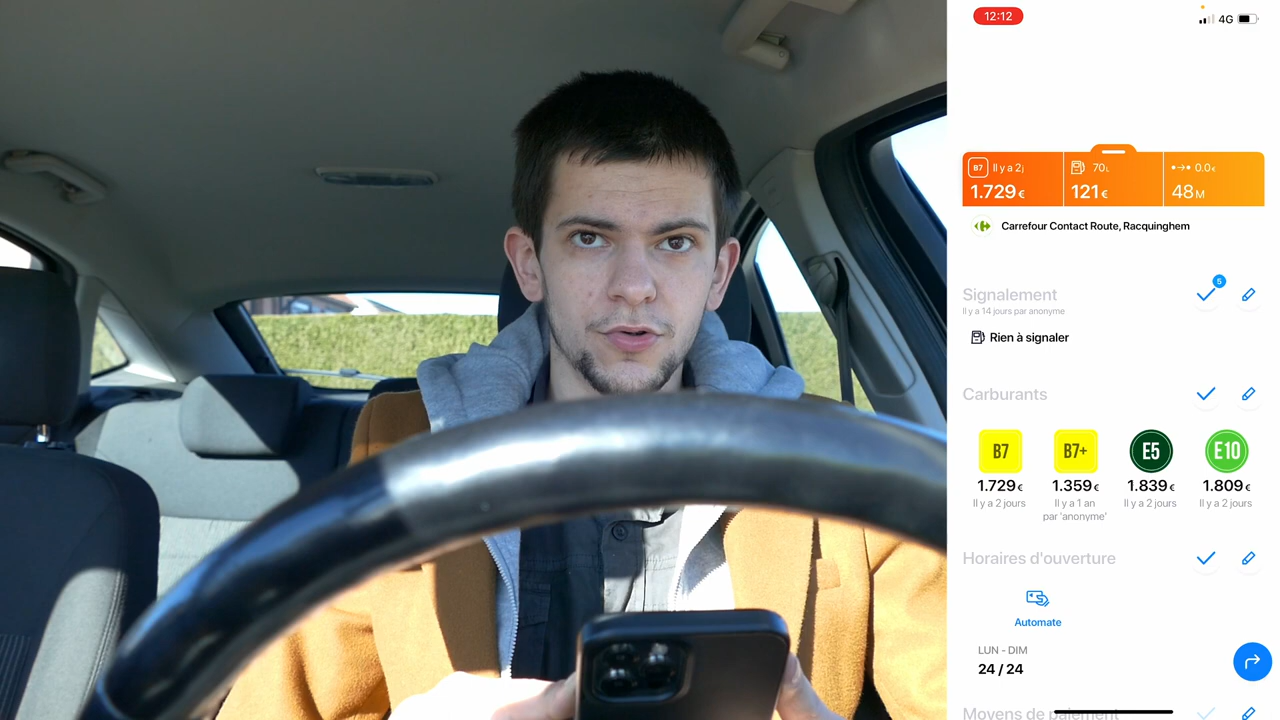 12:12
4G
B7 Il y a 2j
1.729 €
70L
121 €
0.0€
48 M
Carrefour Contact Route, Racquinghem
Signalement
5
Il y a 14 jours par anonyme
Rien à signaler
Carburants
B7
B7+
E5
E10
1.729 €
1.359 €
1.839 €
1.809 €
Il y a 2 jours
Il y a 1 an
par 'anonyme'
Il y a 2 jours
Il y a 2 jours
Horaires d'ouverture
Automate
LUN - DIM
24 / 24
Moyens de paiement